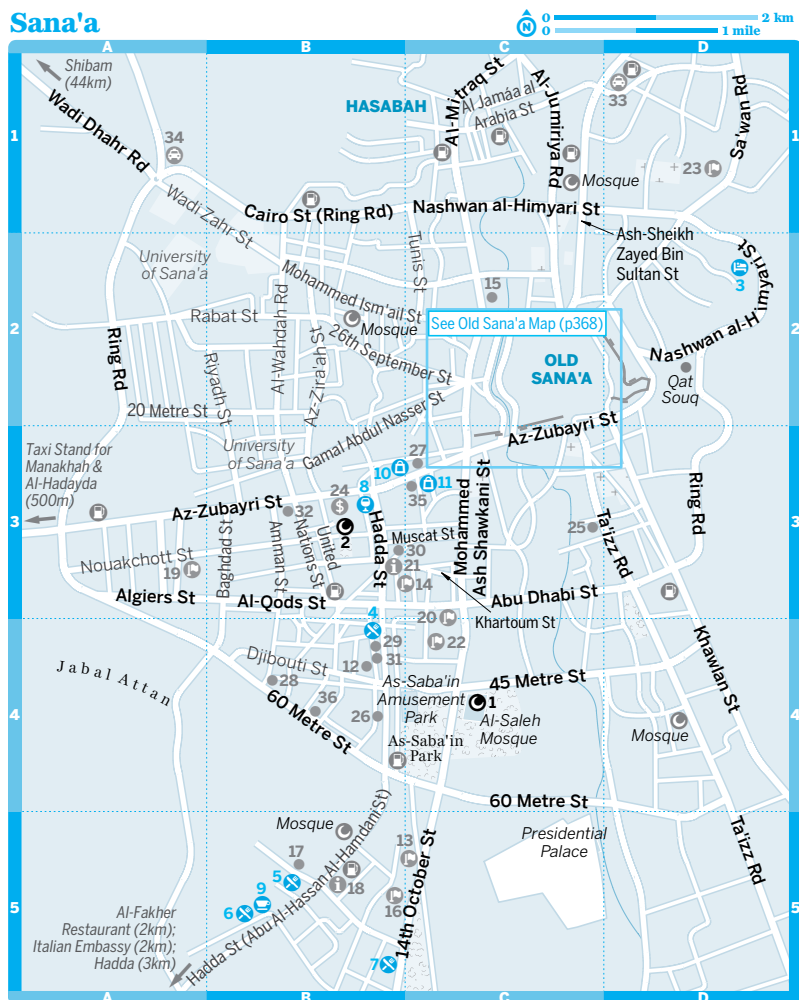 Sana'a
N
0 2 km
0 1 mile
A
B
C
D
1
2
3
4
5
Shibam
(44km)
Wadi Dhahr Rd
34
HASABAH
Al-Mitraq St
Al Jamáa al
Arabia St
Al-Jumiriya Rd
33
Sa'wan Rd
23
Mosque
Wadi Zahr St
Cairo St (Ring Rd)
Nashwan al-Himyari St
Ash-Sheikh
Zayed Bin
Sultan St
University
of Sana'a
Tunis St
15
3
Nashwan al-Himyari St
Mohammed Ism'ail St
Rabat St
Mosque
See Old Sana'a Map (p368)
OLD
SANA'A
Ring Rd
Al-Wahdah Rd
Az-Zira'ah St
26th September St
Riyadh St
Qat
Souq
20 Metre St
University
of Sana'a
Gamal Abdul Nasser St
Az-Zubayri St
Taxi Stand for
Manakhah &
Al-Hadayda
(500m)
27
10
11
8
35
24
32
Az-Zubayri St
2
Haddat St
Mohammed
Ash Shawkani St
25
Ta'izz Rd
Ring Rd
Baghdad St
Amman St
United
Nations St
Muscat St
30
21
14
Nouakchott St
19
Algiers St
Al-Qods St
Abu Dhabi St
Khartoum St
4
20
22
29
31
12
Djibouti St
28
Jabal Attan
As-Saba'in
Amusement
Park
45 Metre St
1
Al-Saleh
Mosque
Khawlan St
36
26
60 Metre St
As-Saba'in
Park
Mosque
60 Metre St
Mosque
Presidential
Palace
Ta'izz Rd
17
13
5
18
9
6
16
Hadda St (Abu Al-Hassan Al-Hamdani St)
14th October St
7
Al-Fakher
Restaurant (2km);
Italian Embassy (2km);
Hadda (3km)
A
B
C
D